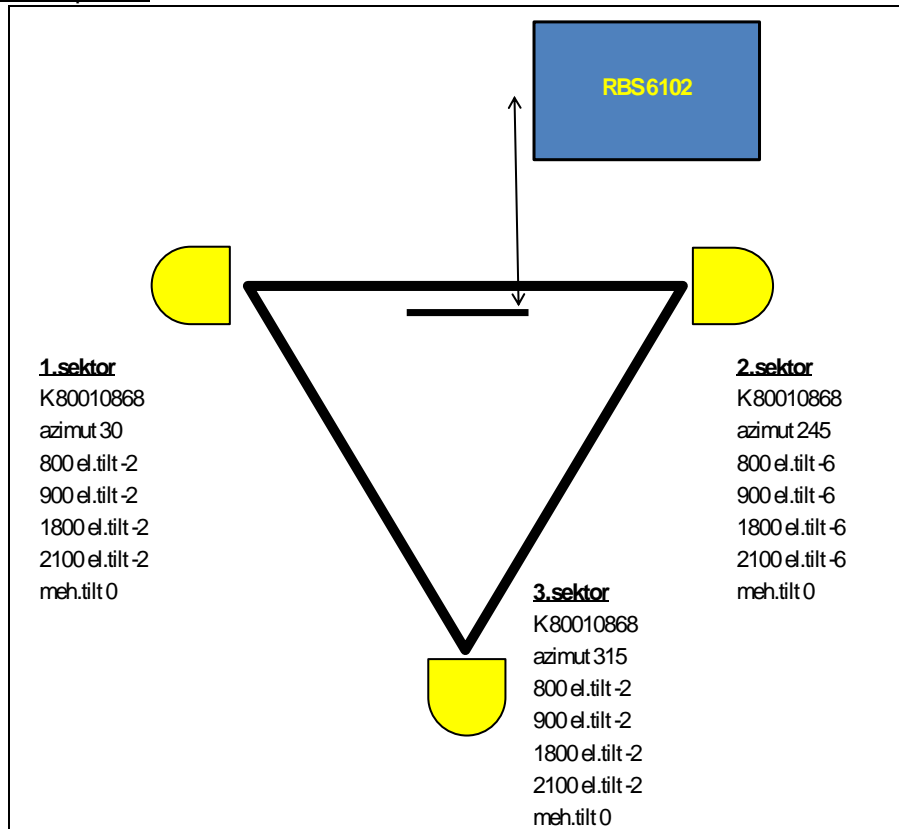 RBS6102
1.sektor
K80010868
azimut 30
800 el.tilt -2
900 el.tilt -2
1800 el.tilt -2
2100 el.tilt -2
meh.tilt 0
2.sektor
K80010868
azimut 245
800 el.tilt -6
900 el.tilt -6
1800 el.tilt -6
2100 el.tilt -6
meh.tilt 0
3.sektor
K80010868
azimut 315
800 el.tilt -2
900 el.tilt -2
1800 el.tilt -2
2100 el.tilt -2
meh.tilt 0